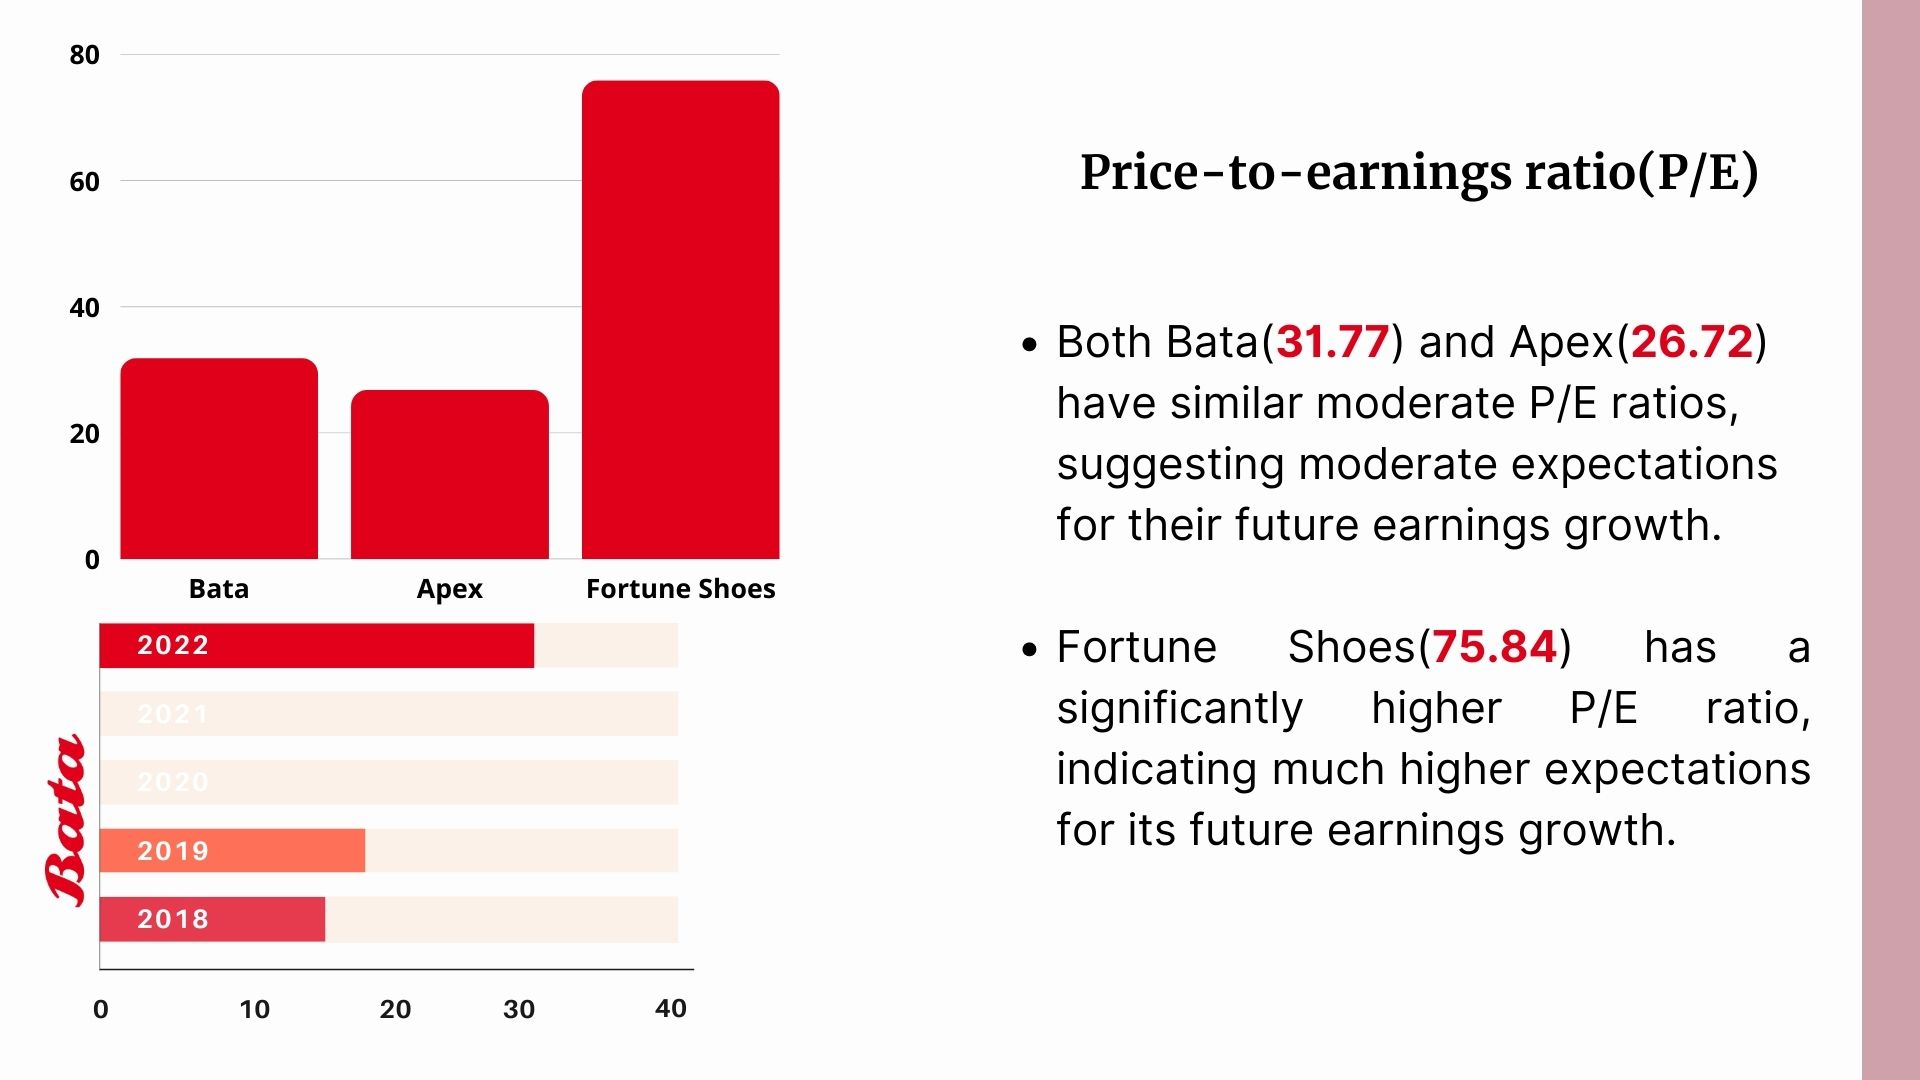 80
60
40
20
0
Bata
Apex
Fortune Shoes
2022
2021
2020
2019
2018
Bata
0
10
20
30
40
Price-to-earnings ratio(P/E)
• Both Bata(31.77) and Apex(26.72)
have similar moderate P/E ratios,
suggesting moderate expectations
for their future earnings growth.
• Fortune Shoes(75.84) has a
significantly higher P/E ratio,
indicating much higher expectations
for its future earnings growth.